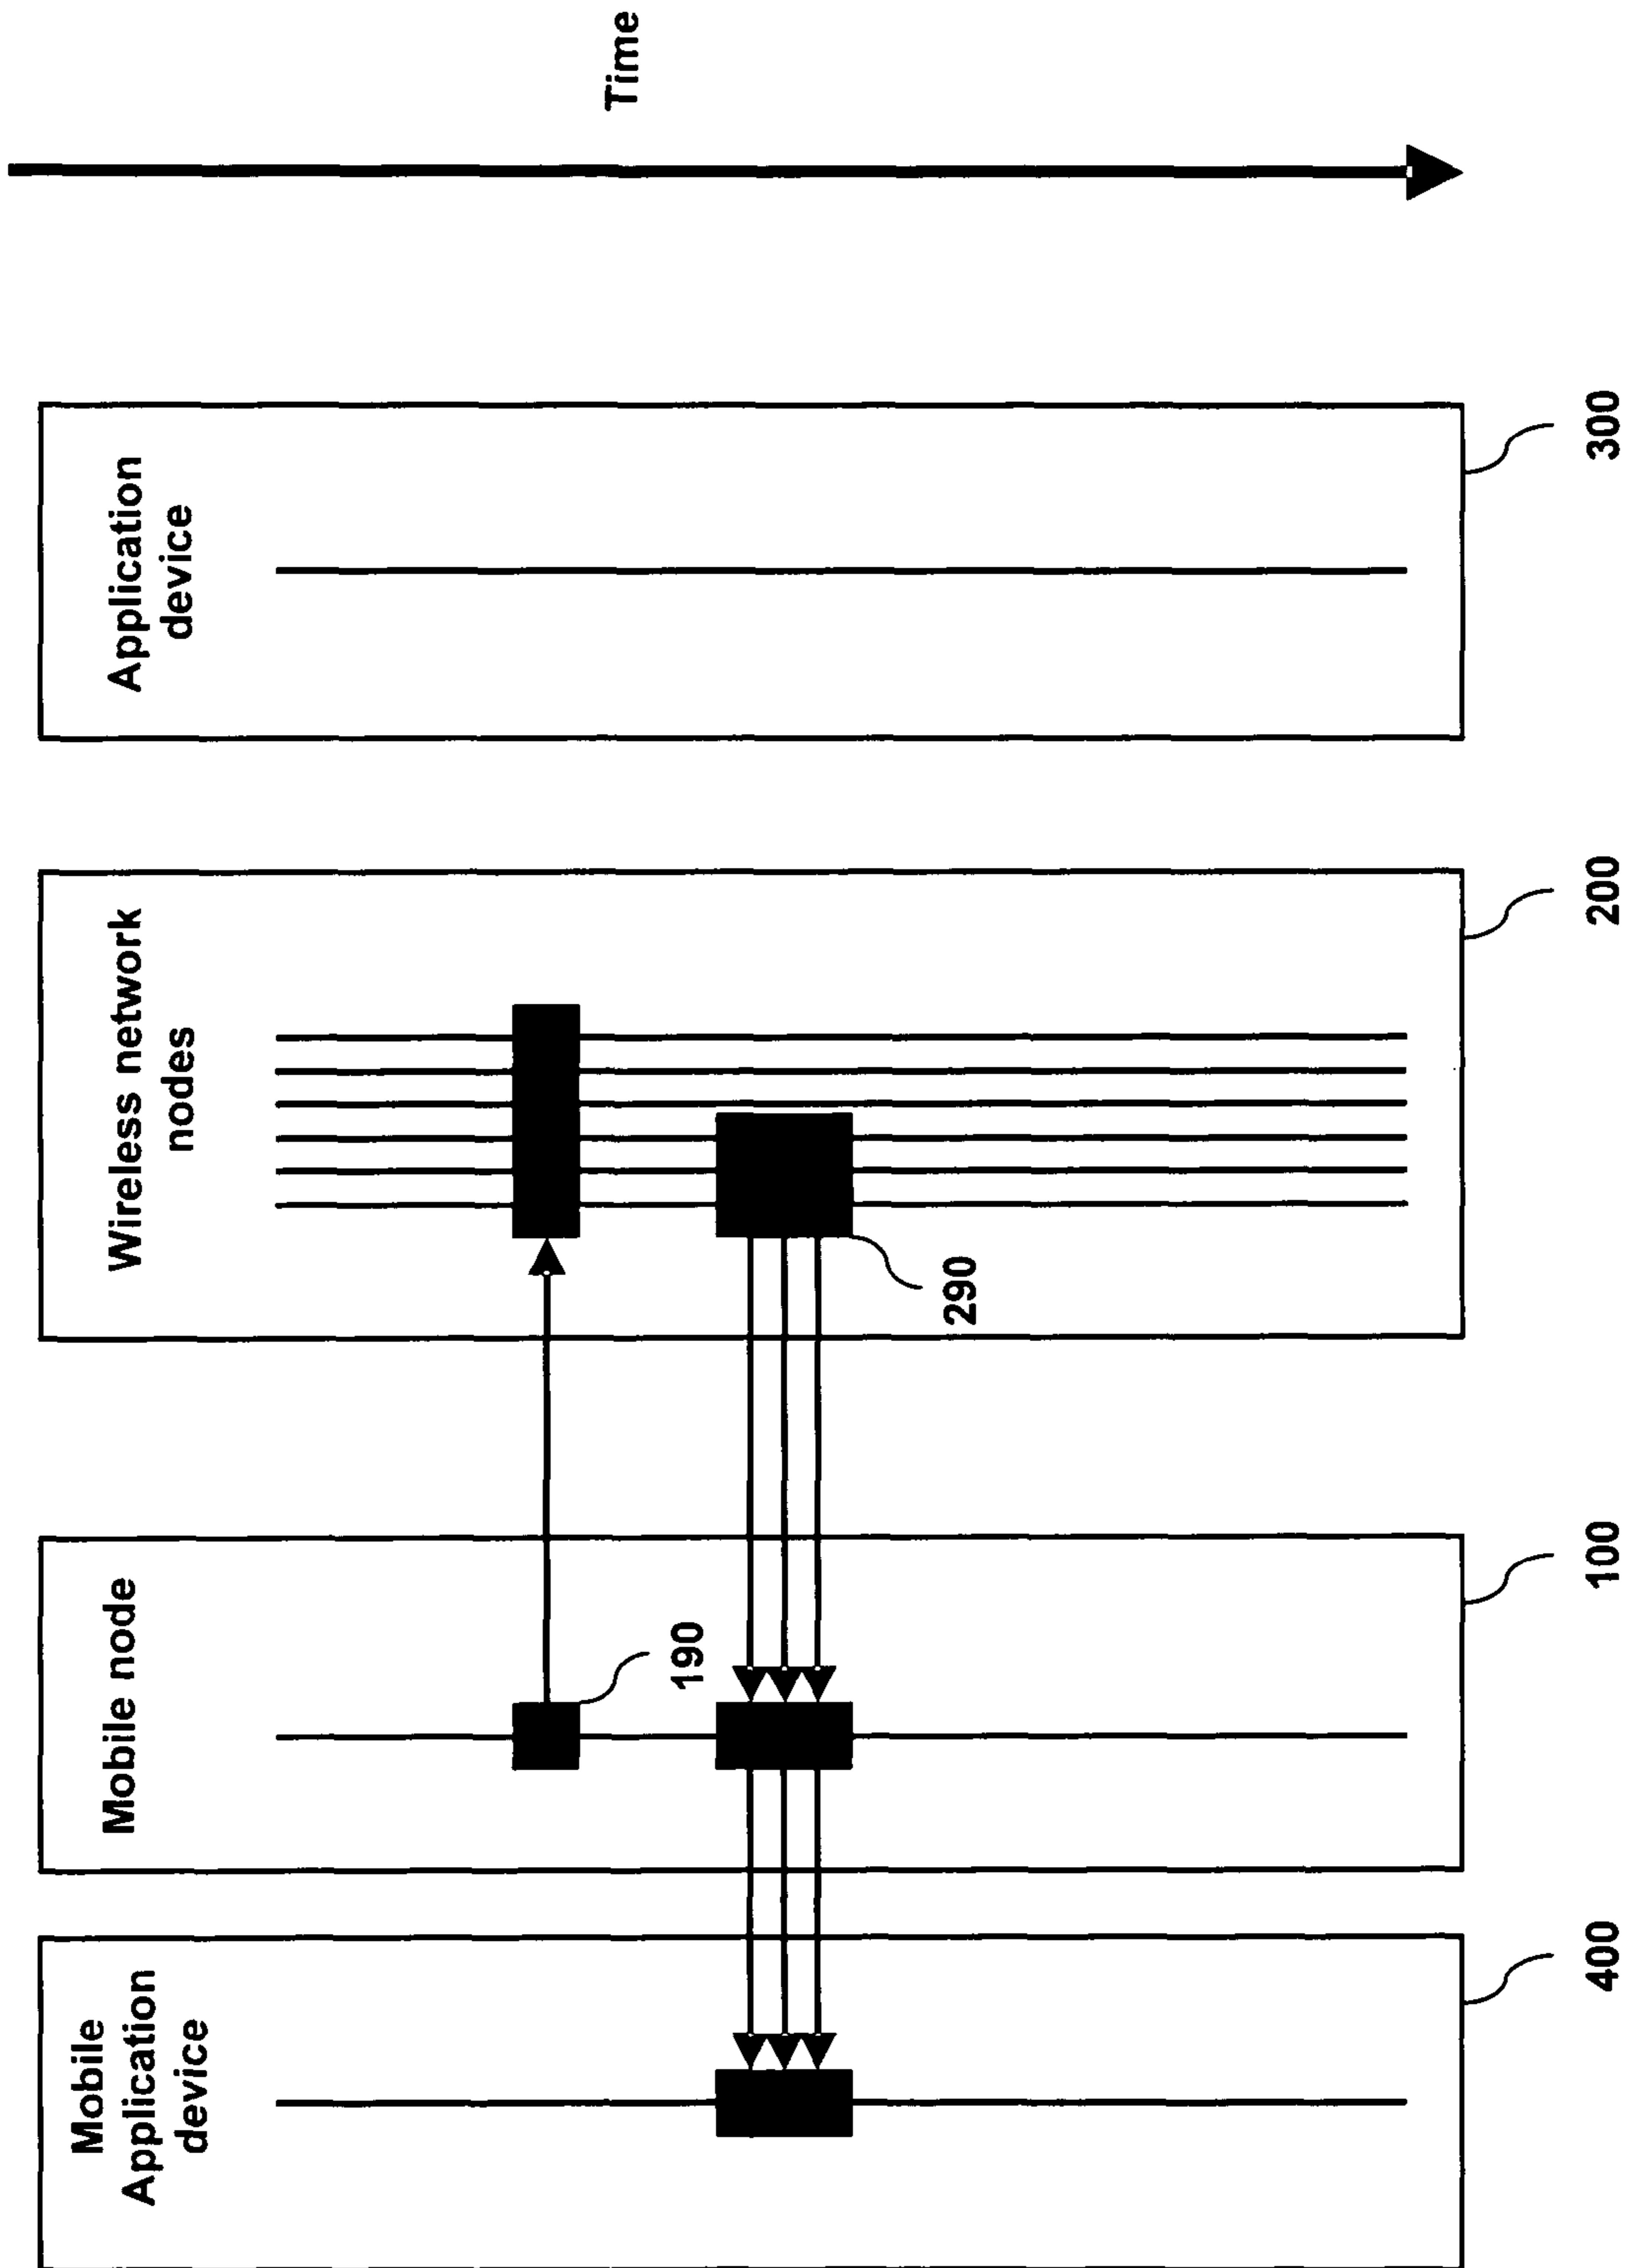 Mobile
Application
device
Mobile node
Wireless network
nodes
Application
device
Time
190
290
400
100
200
300